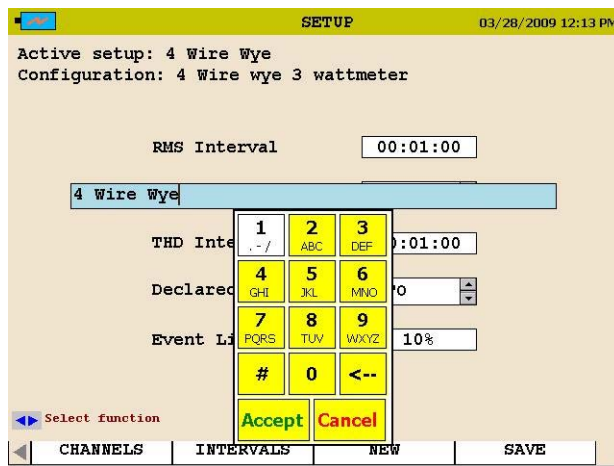 SETUP 03/28/2009 12:13 PM
Active setup: 4 Wire Wye
Configuration: 4 Wire wye 3 wattmeter
RMS Interval 00:01:00
4 Wire Wye
1 2 3
.-/ ABC DEF
THD Inte :01:00
4 5 6
GHI JKL MNO
Declared
7 8 9
PQRS TUV WXYZ
Event Li 10%
# 0 <--
Select function
Accept Cancel
CHANNELS INTERVALS NEW SAVE